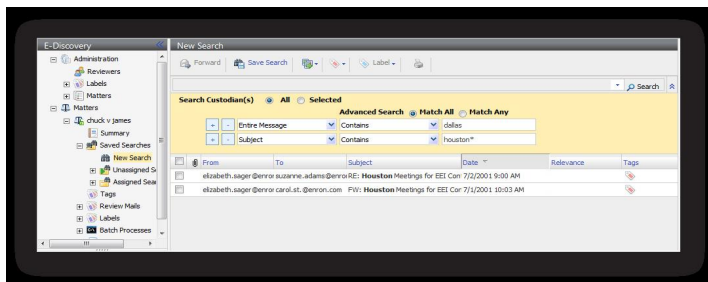 E-Discovery
Administration
Reviewers
Labels
Matters
Matters
chuck v james
Summary
Saved Searches
New Search
Unassigned S
Assigned Sear
Tags
Review Mails
Labels
Batch Processes
New Search
Forward Save Search Label
Search
Search Custodian(s) All Selected
Advanced Search Match All Match Any
+ - Entire Message Contains dallas
+ - Subject Contains houston*
From To Subject Date Relevance Tags
elizabeth.sager@enror suzanne.adams@enro RE: Houston Meetings for EEI Con 7/2/2001 9:00 AM
elizabeth.sager@enror carol.st.@enron.com FW: Houston Meetings for EEI Cor 7/1/2001 10:03 AM